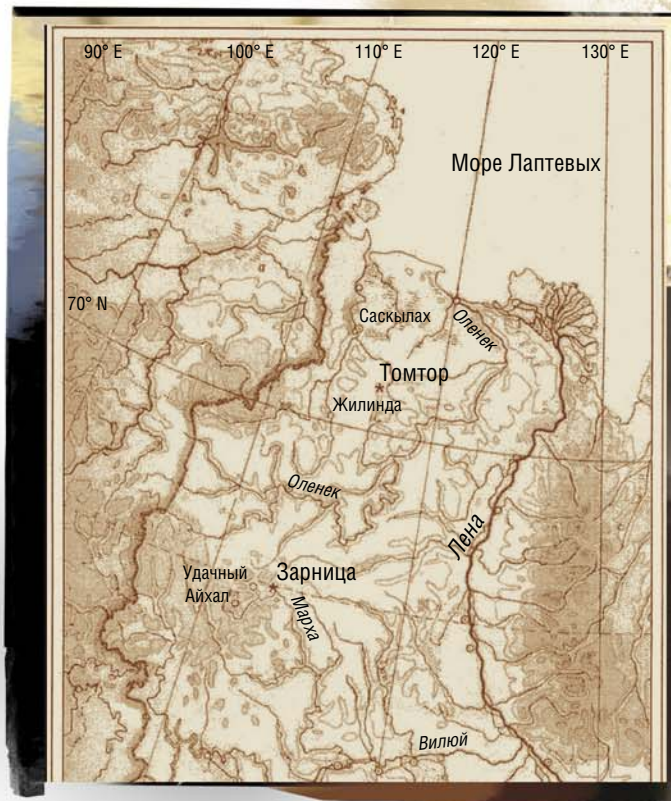 90° E 100° E 110° E 120° E 130° E
Море Лаптевых
70° N
Саскылах
Оленек
Томтор
Жилинда
Оленек
Лена
Удачный
Зарница
Айхал
Марха
Вилюй